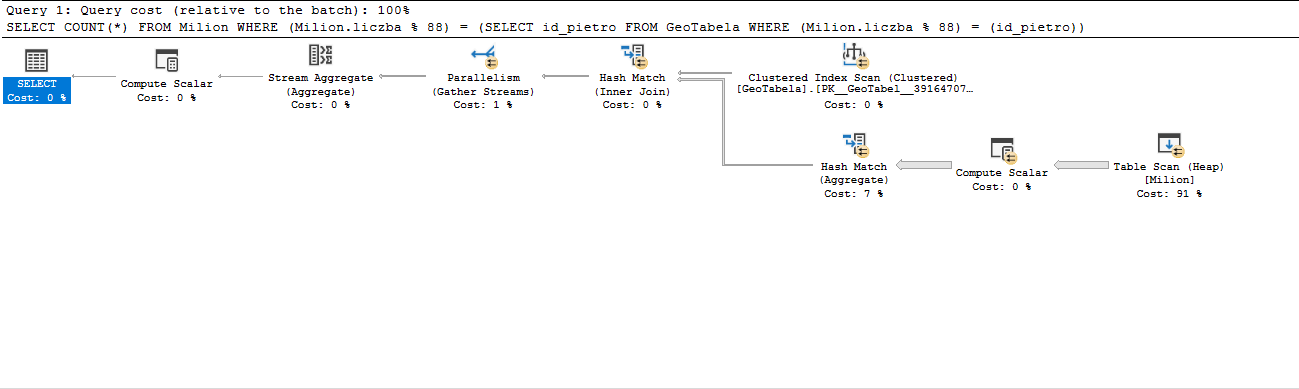 Query 1: Query cost (relative to the batch): 100%
SELECT COUNT(*) FROM Milion WHERE (Milion.liczba % 88) = (SELECT id_pietro FROM GeoTabela WHERE (Milion.liczba % 88) = (id_pietro))
SELECT
Cost: 0 %
Compute Scalar
Cost: 0 %
Stream Aggregate
(Aggregate)
Cost: 0 %
Parallelism
(Gather Streams)
Cost: 1 %
Hash Match
(Inner Join)
Cost: 0 %
Clustered Index Scan (Clustered)
[GeoTabela].[PK__GeoTabel__39164707…
Cost: 0 %
Hash Match
(Aggregate)
Cost: 7 %
Compute Scalar
Cost: 0 %
Table Scan (Heap)
[Milion]
Cost: 91 %